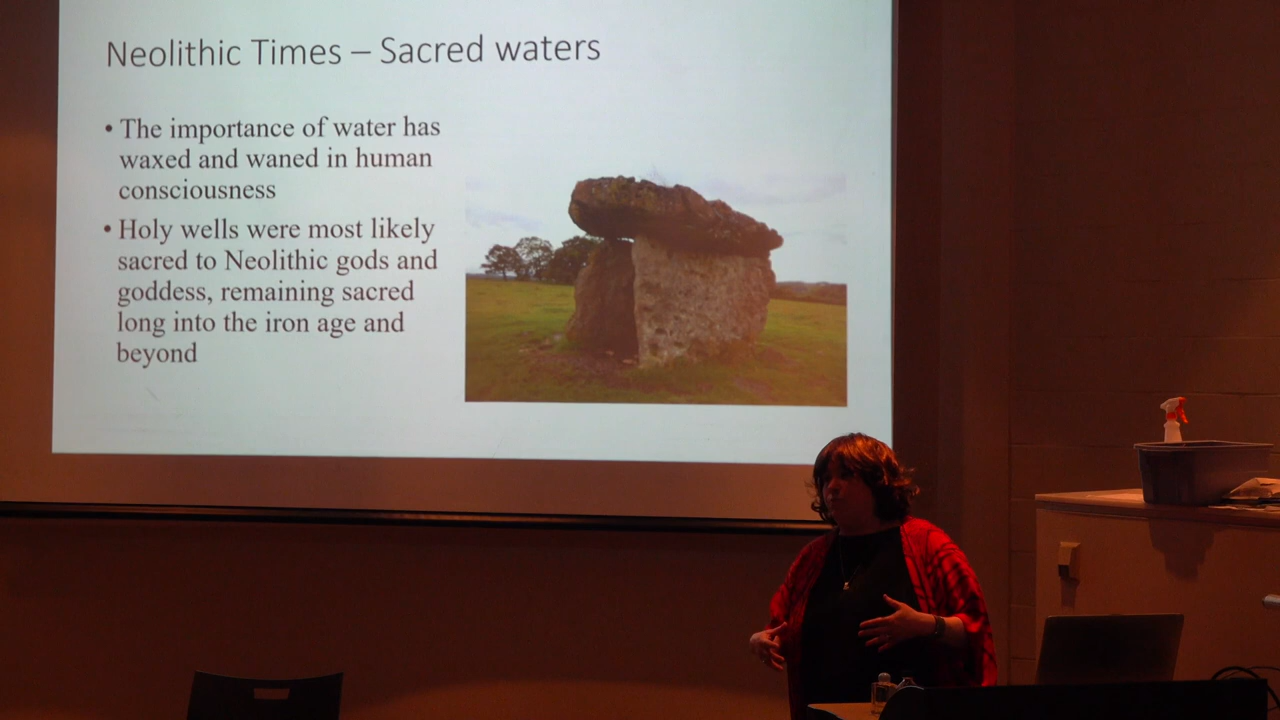 Neolithic Times – Sacred waters
• The importance of water has
waxed and waned in human
consciousness
• Holy wells were most likely
sacred to Neolithic gods and
goddess, remaining sacred
long into the iron age and
beyond